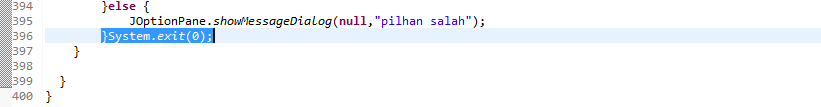 394 }else {
395 JOptionPane.showMessageDialog(null,"pilhan salah");
396 }System.exit(0);
397 }
398
399 }
400 }